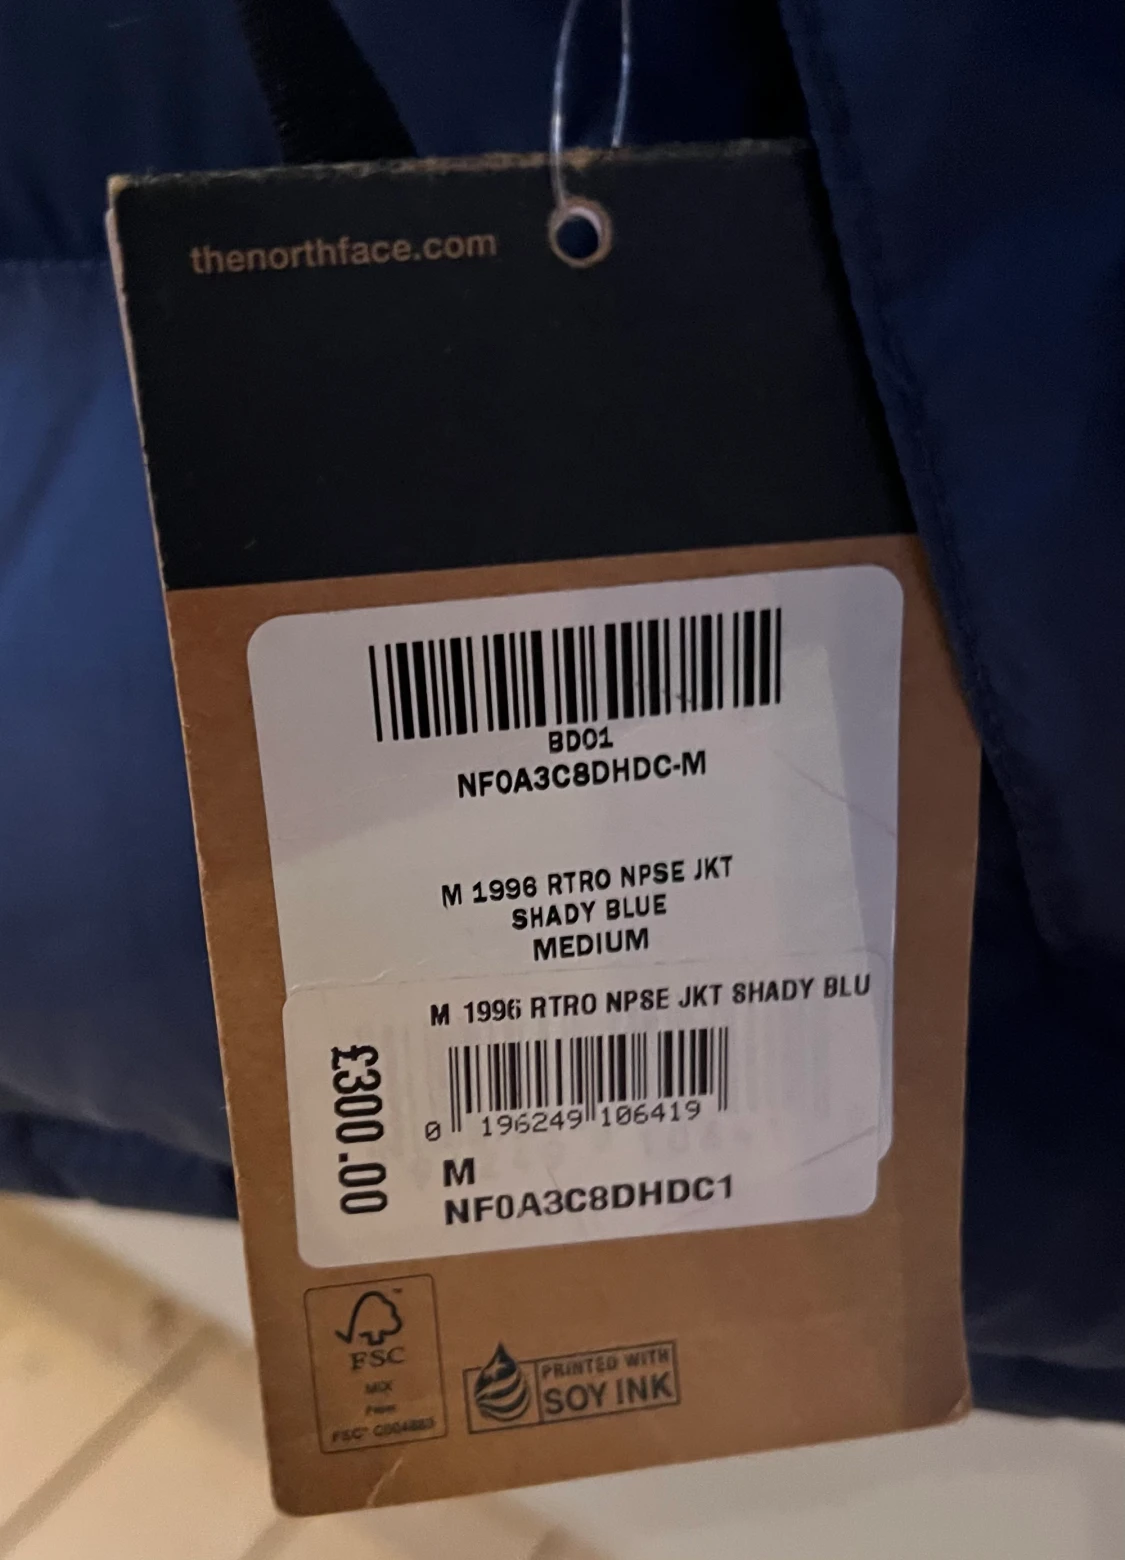 thenorthface.com
BD01
NF0A3C8DHDC-M
M 1996 RTRO NPSE JKT
SHADY BLUE
MEDIUM
M 1996 RTRO NPSE JKT SHADY BLU
£300.00
0 196249 106419
M
NF0A3C8DHDC1
FSC
MIX
FSC®
PRINTED WITH
SOY INK